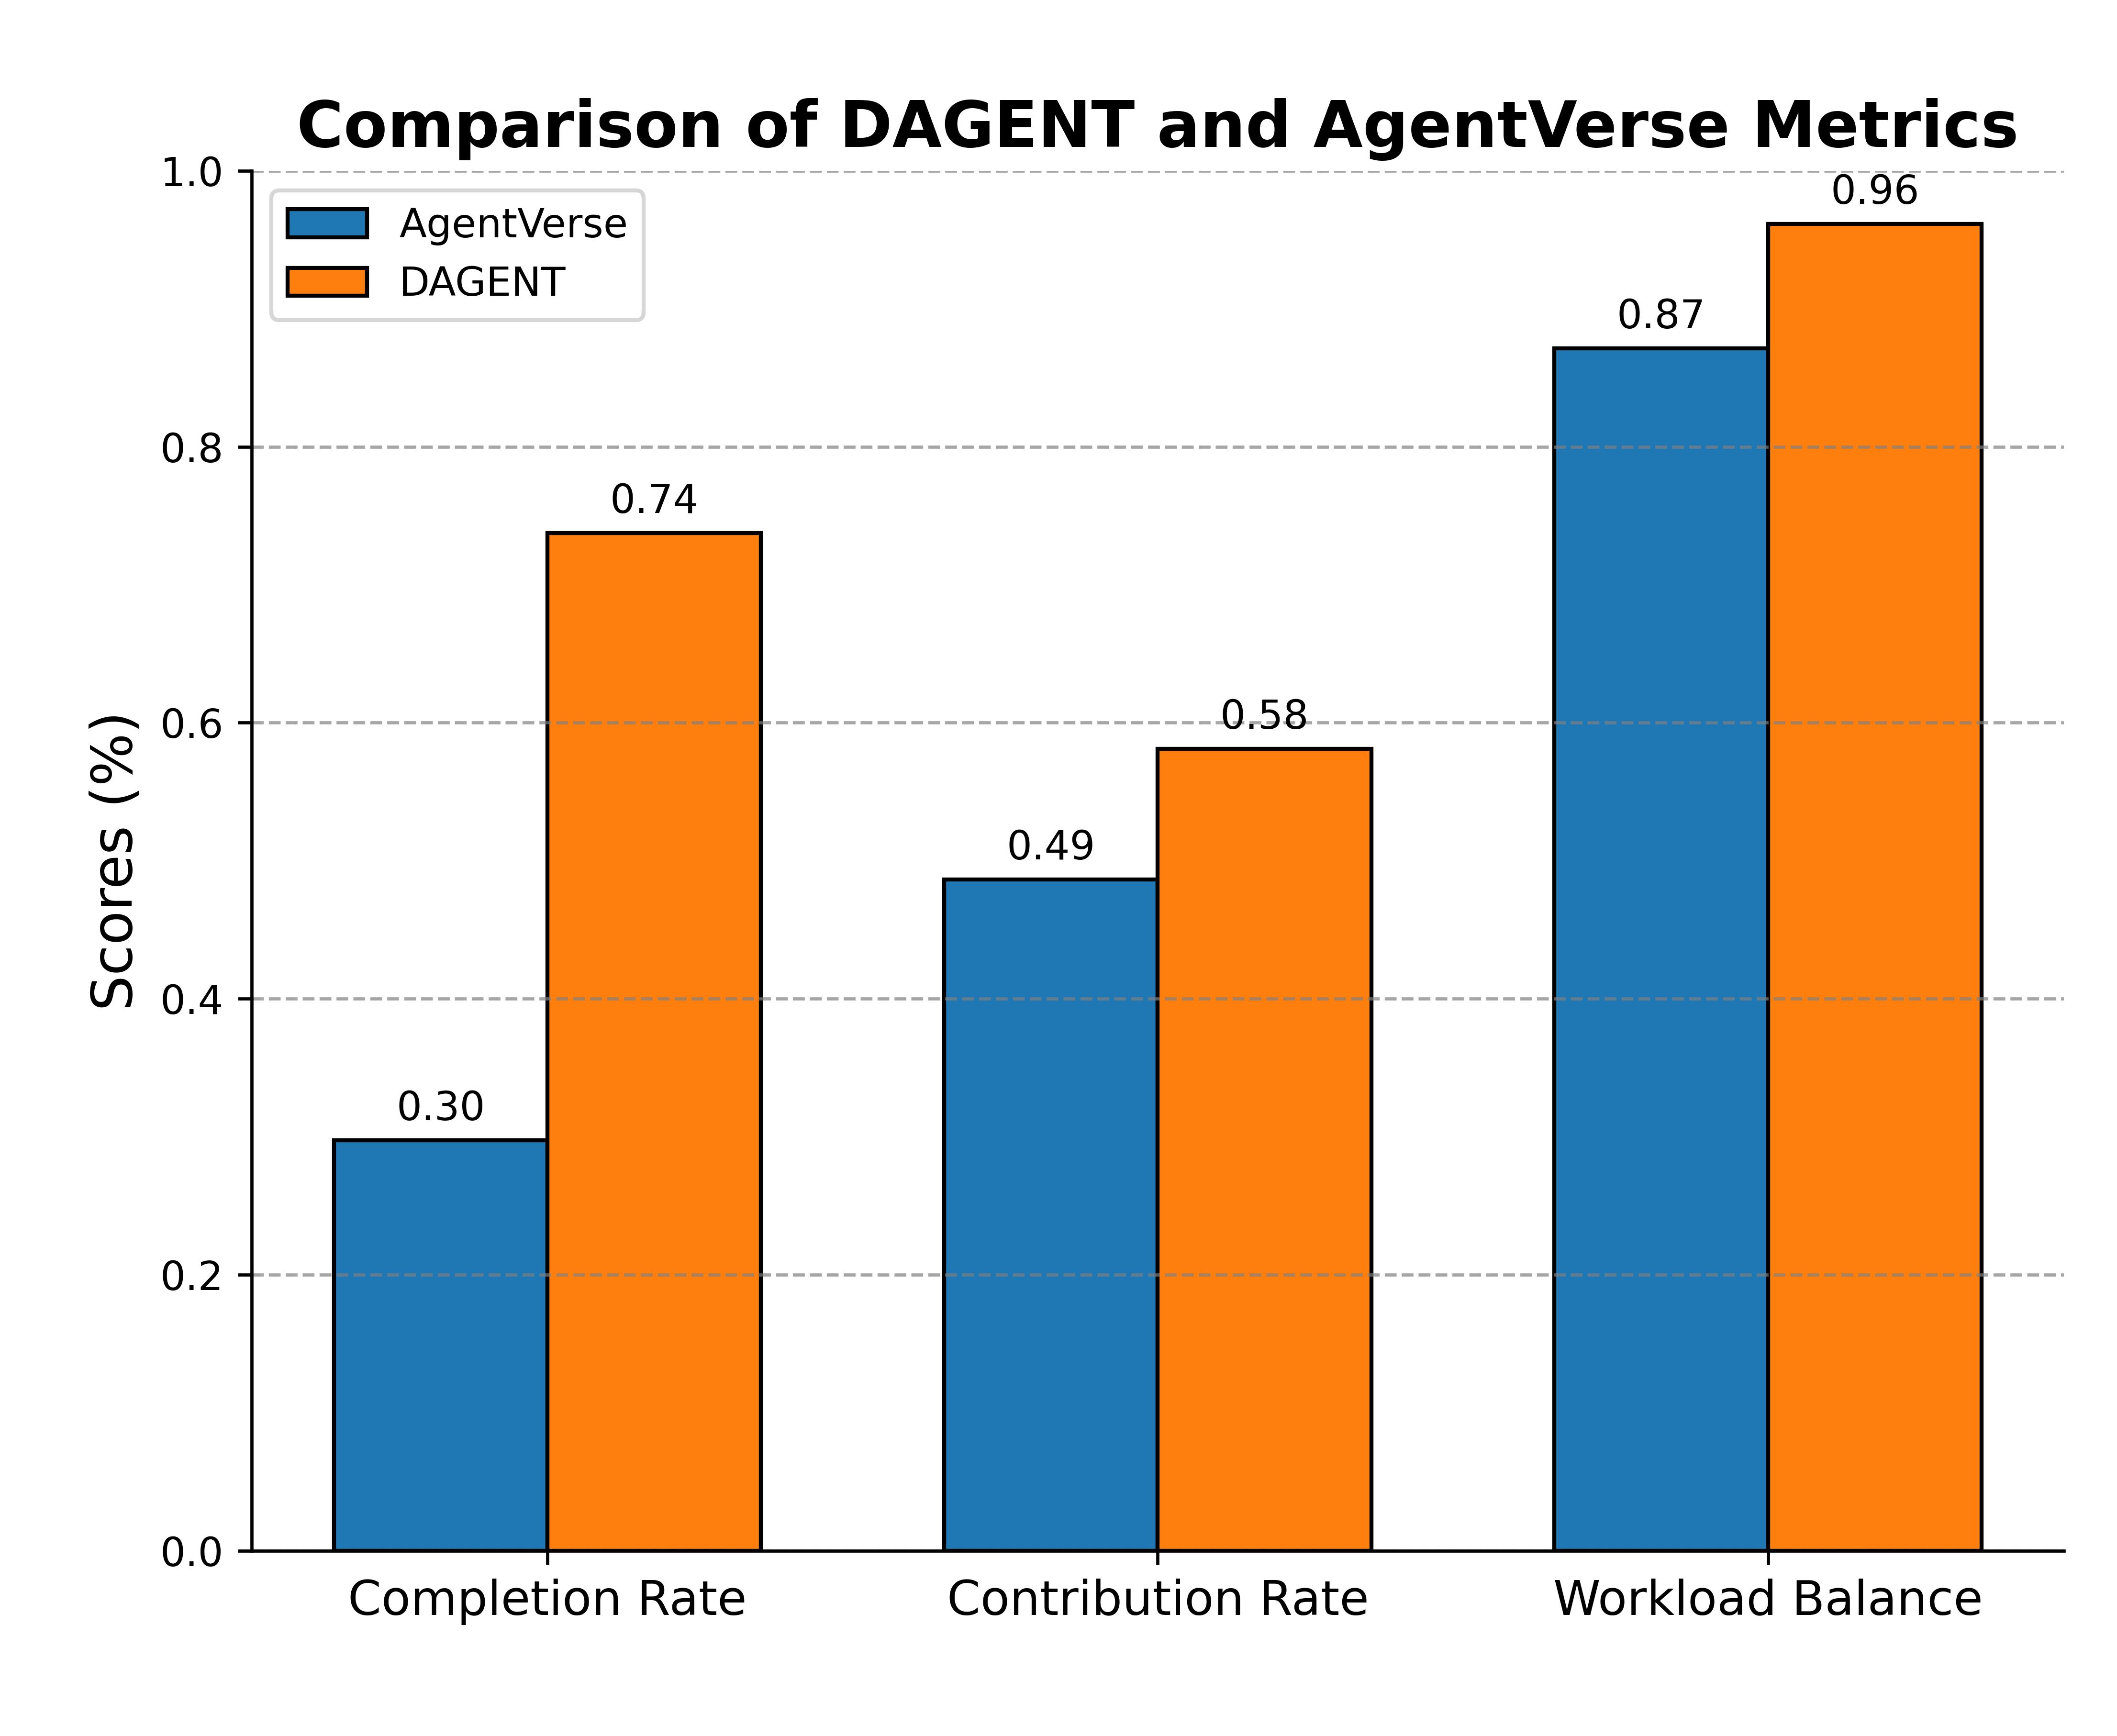 Comparison of DAGENT and AgentVerse Metrics
1.0
0.8
0.6
0.4
0.2
0.0
Scores (%)
AgentVerse
DAGENT
0.30
0.74
0.49
0.58
0.87
0.96
Completion Rate
Contribution Rate
Workload Balance